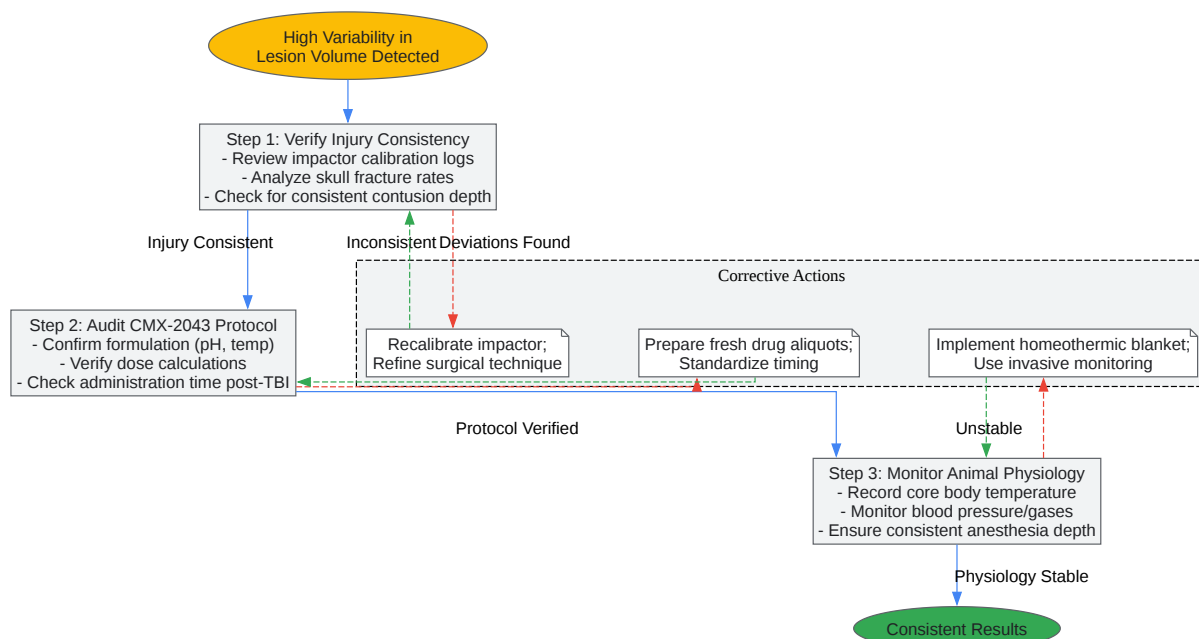 High Variability in
Lesion Volume Detected
Step 1: Verify Injury Consistency
- Review impactor calibration logs
- Analyze skull fracture rates
- Check for consistent contusion depth
Injury Consistent
Inconsistent
Deviations Found
Corrective Actions
Step 2: Audit CMX-2043 Protocol
- Confirm formulation (pH, temp)
- Verify dose calculations
- Check administration time post-TBI
Recalibrate impactor;
Refine surgical technique
Prepare fresh drug aliquots;
Standardize timing
Implement homeothermic blanket;
Use invasive monitoring
Protocol Verified
Unstable
Step 3: Monitor Animal Physiology
- Record core body temperature
- Monitor blood pressure/gases
- Ensure consistent anesthesia depth
Physiology Stable
Consistent Results